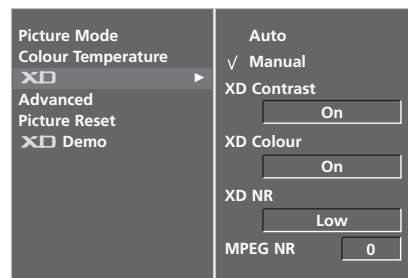 Picture Mode
Colour Temperature
XD
Advanced
Picture Reset
XD Demo
Auto
√ Manual
XD Contrast
On
XD Colour
On
XD NR
Low
MPEG NR 0